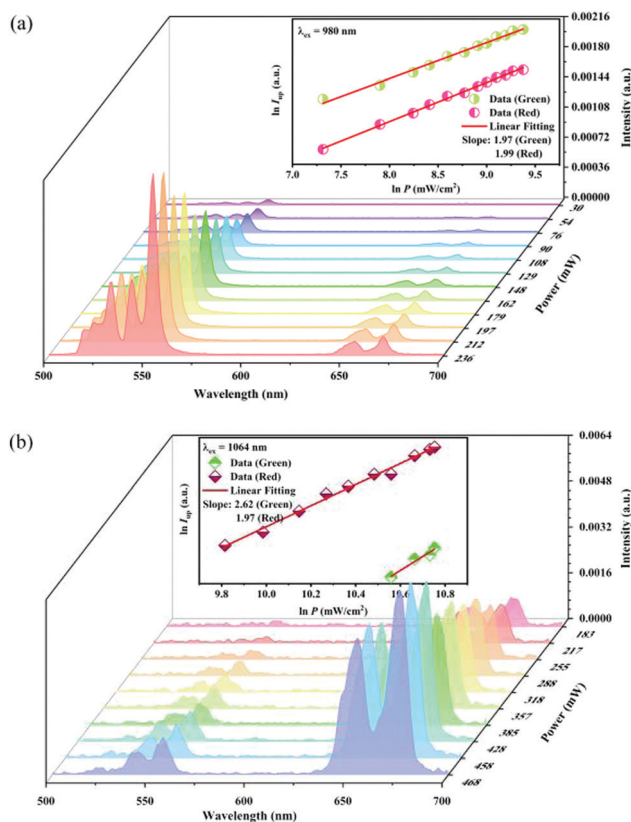 (a)
λex = 980 nm
ln Iup (a.u.)
Data (Green)
Data (Red)
Linear Fitting
Slope: 1.97 (Green)
1.99 (Red)
7.0 7.5 8.0 8.5 9.0 9.5
ln P (mW/cm²)
0.00216
0.00180
0.00144
0.00108
0.00072
0.00036
0.00000
Intensity (a.u.)
30
54
76
90
108
129
148
162
179
197
212
236
Power (mW)
500 550 600 650 700
Wavelength (nm)
(b)
λex = 1064 nm
ln Iup (a.u.)
Data (Green)
Data (Red)
Linear Fitting
Slope: 2.62 (Green)
1.97 (Red)
9.8 10.0 10.2 10.4 10.6 10.8
ln P (mW/cm²)
0.0064
0.0048
0.0032
0.0016
0.0000
Intensity (a.u.)
183
217
255
288
318
357
385
428
458
468
Power (mW)
500 550 600 650 700
Wavelength (nm)